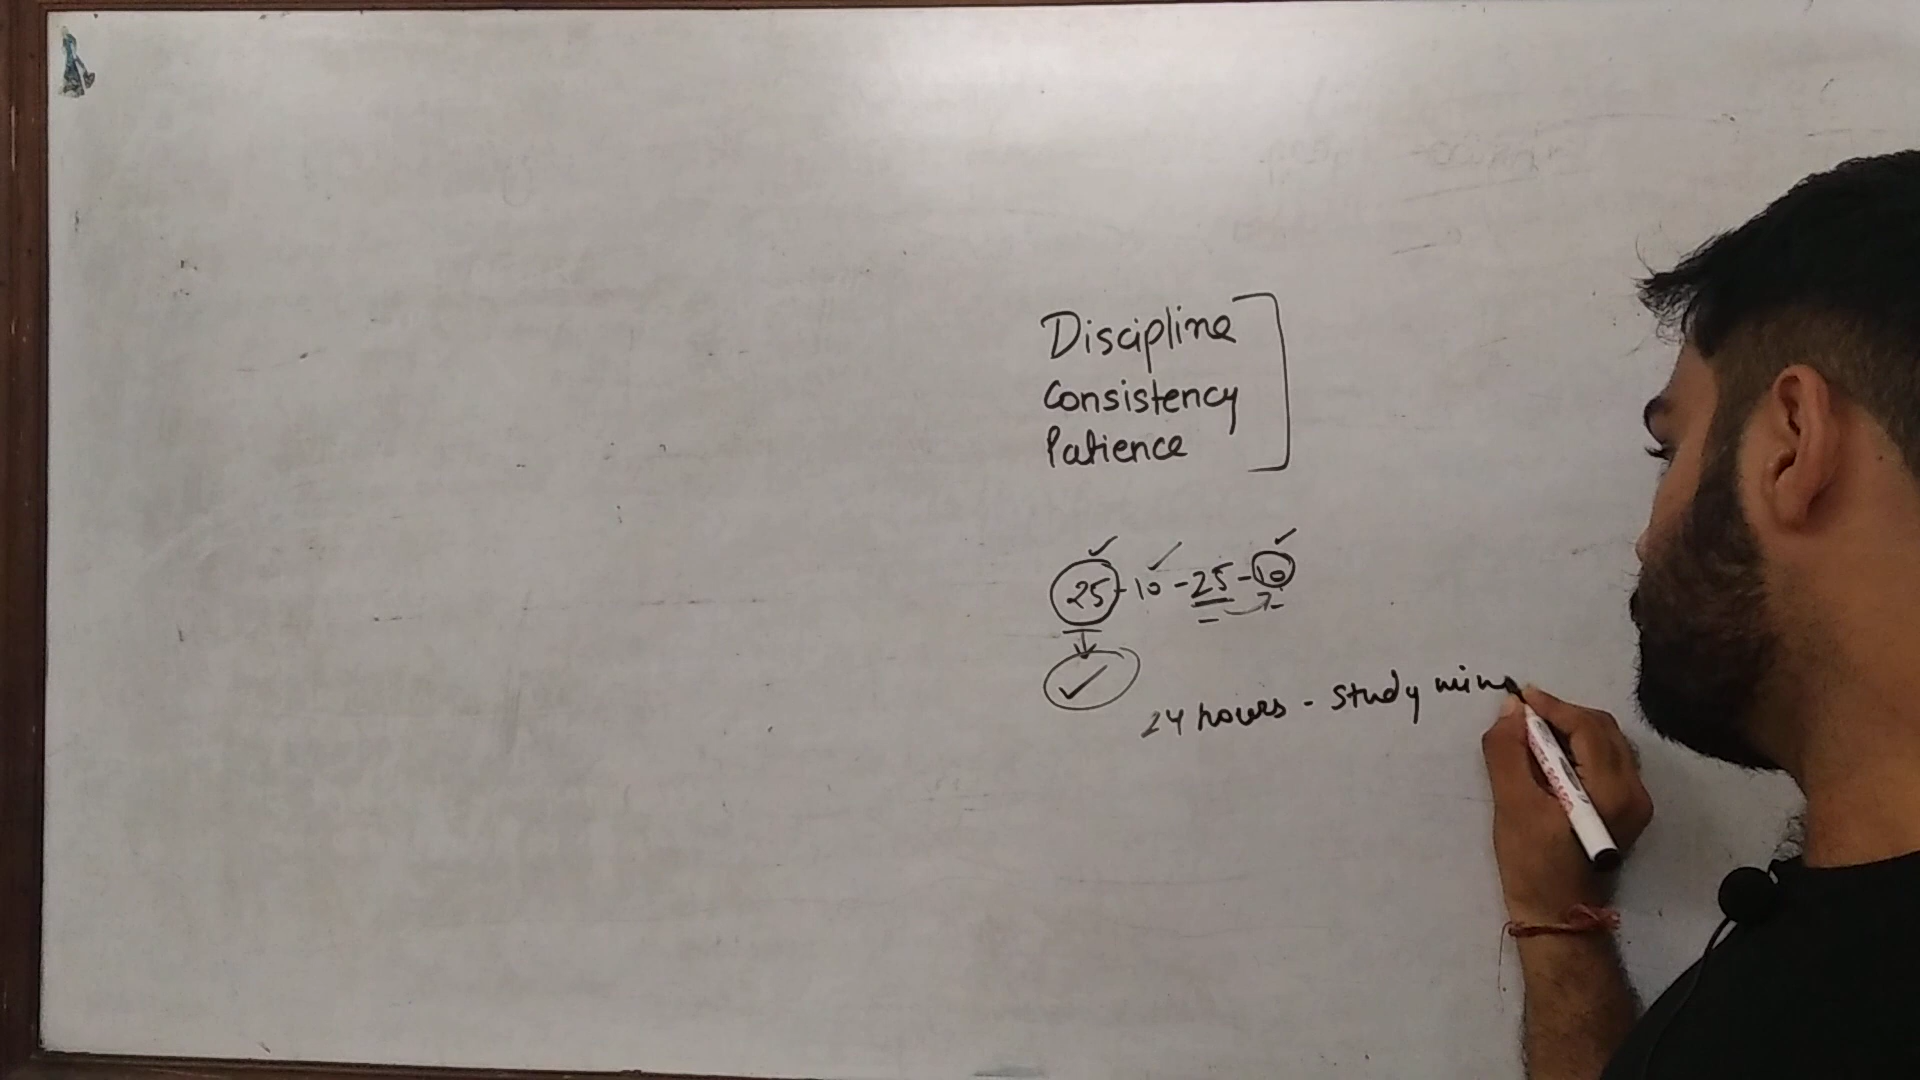 Discipline
Consistency
Patience
25-10-25-10
24 hours - study min